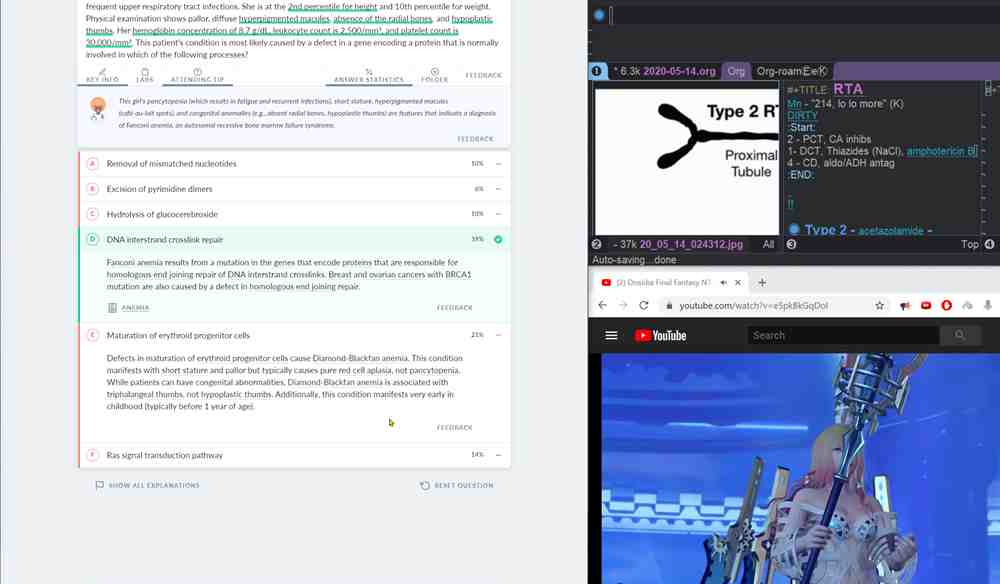 frequent upper respiratory tract infections. She is at the 2nd percentile for height and 10th percentile for weight.
Physical examination shows pallor, diffuse hyperpigmented macules, absence of the radial bones, and hypoplastic
thumbs. Her hemoglobin concentration of 8.7 g/dL, leukocyte count is 2,500/mm³, and platelet count is
30,000/mm³. This patient's condition is most likely caused by a defect in a gene encoding a protein that is normally
involved in which of the following processes?
KEY INFO
LABS
ATTENDING TIP
ANSWER STATISTICS
FOLDER
FEEDBACK
This girl's pancytopenia (which results in fatigue and recurrent infections), short stature, hyperpigmented macules
(café-au-lait spots), and congenital anomalies (e.g., absent radial bones, hypoplastic thumbs) are features that indicate a diagnosis
of Fanconi anemia, an autosomal recessive bone marrow failure syndrome.
FEEDBACK
A Removal of mismatched nucleotides 10% –
B Excision of pyrimidine dimers 6% –
C Hydrolysis of glucocerebroside 10% –
D DNA interstrand crosslink repair 39%
Fanconi anemia results from a mutation in the genes that encode proteins that are responsible for
homologous end joining repair of DNA interstrand crosslinks. Breast and ovarian cancers with BRCA1
mutation are also caused by a defect in homologous end joining repair.
ANEMIA
FEEDBACK
E Maturation of erythroid progenitor cells 21% –
Defects in maturation of erythroid progenitor cells cause Diamond-Blackfan anemia. This condition
manifests with short stature and pallor but typically causes pure red cell aplasia, not pancytopenia.
While patients can have congenital abnormalities, Diamond-Blackfan anemia is associated with
triphalangeal thumbs, not hypoplastic thumbs. Additionally, this condition manifests very early in
childhood (typically before 1 year of age).
FEEDBACK
F Ras signal transduction pathway 14% –
SHOW ALL EXPLANATIONS
RESET QUESTION
1 * 6.3k 2020-05-14.org Org Org-roam
Type 2 RT
Proximal
Tubule
#+TITLE RTA
Mn - "214, lo lo more" (K)
DIRTY
:Start:
2 - PCT, CA inhibs
1- DCT, Thiazides (NaCl), amphotericin B
4 - CD, aldo/ADH antag
:END:
!!
Type 2 - acetazolamide -
2 - 37k 20_05_14_024312.jpg All 3 Top 4
Auto-saving...done
youtube.com/watch?v=e5pk8kGqDoI
YouTube
Search